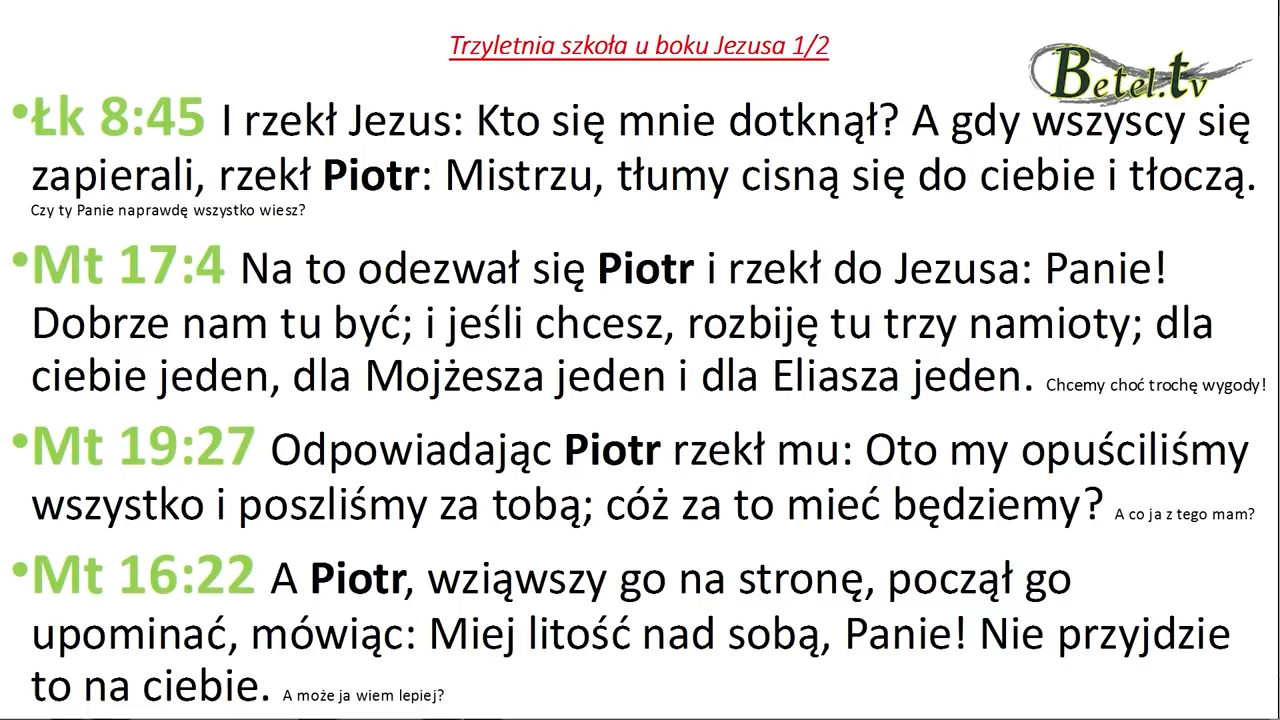 Trzyletnia szkoła u boku Jezusa 1/2
Betel.tv
•Łk 8:45 I rzekł Jezus: Kto się mnie dotknął? A gdy wszyscy się
zapierali, rzekł Piotr: Mistrzu, tłumy cisną się do ciebie i tłoczą.
Czy ty Panie naprawdę wszystko wiesz?
•Mt 17:4 Na to odezwał się Piotr i rzekł do Jezusa: Panie!
Dobrze nam tu być; i jeśli chcesz, rozbiję tu trzy namioty; dla
ciebie jeden, dla Mojżesza jeden i dla Eliasza jeden. Chcemy choć trochę wygody!
•Mt 19:27 Odpowiadając Piotr rzekł mu: Oto my opuściliśmy
wszystko i poszliśmy za tobą; cóż za to mieć będziemy? A co ja z tego mam?
•Mt 16:22 A Piotr, wziąwszy go na stronę, począł go
upominać, mówiąc: Miej litość nad sobą, Panie! Nie przyjdzie
to na ciebie. A może ja wiem lepiej?